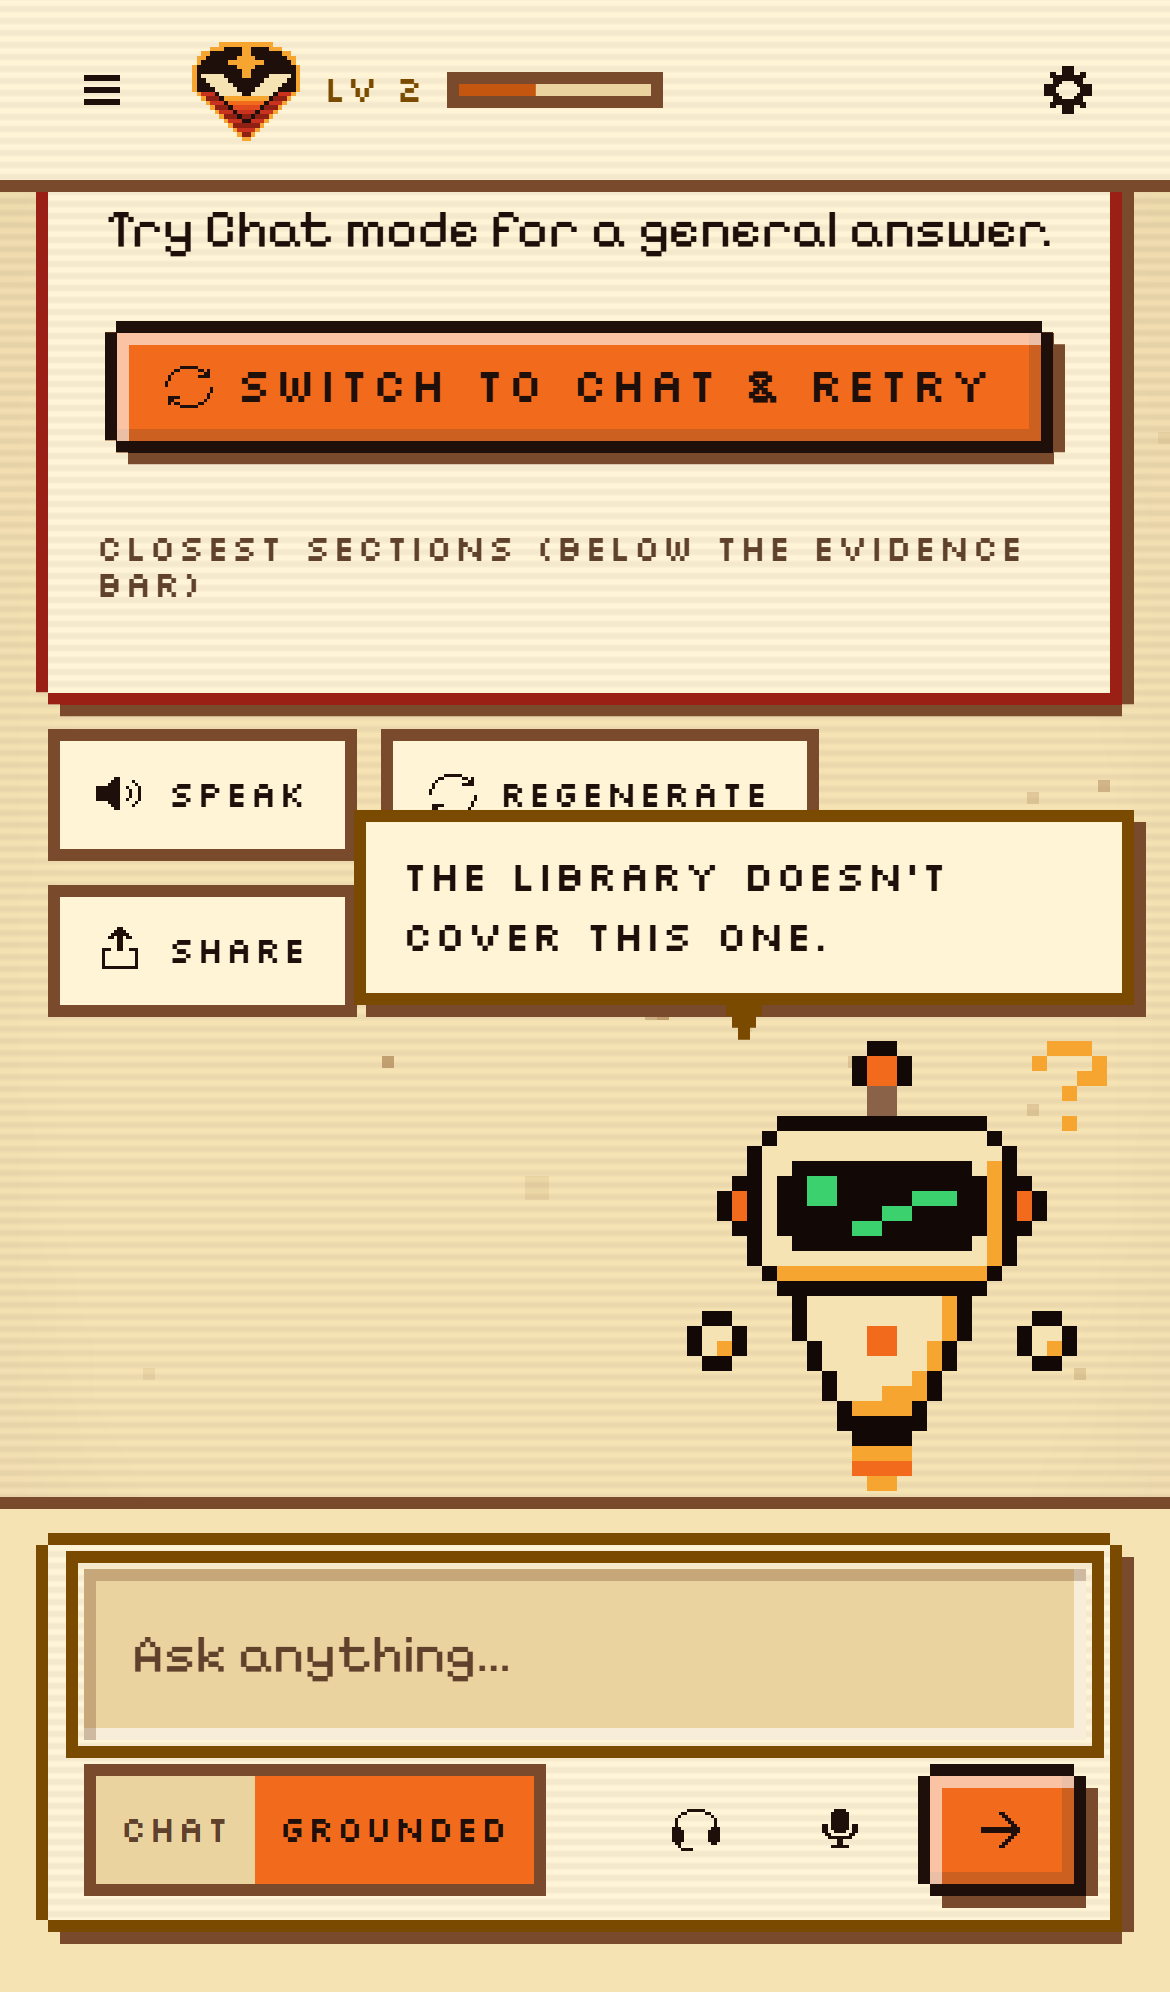 LV 2
Try Chat mode for a general answer.
SWITCH TO CHAT & RETRY
CLOSEST SECTIONS (BELOW THE EVIDENCE
BAR)
SPEAK
REGENERATE
THE LIBRARY DOESN'T
COVER THIS ONE.
SHARE
?
Ask anything...
CHAT
GROUNDED